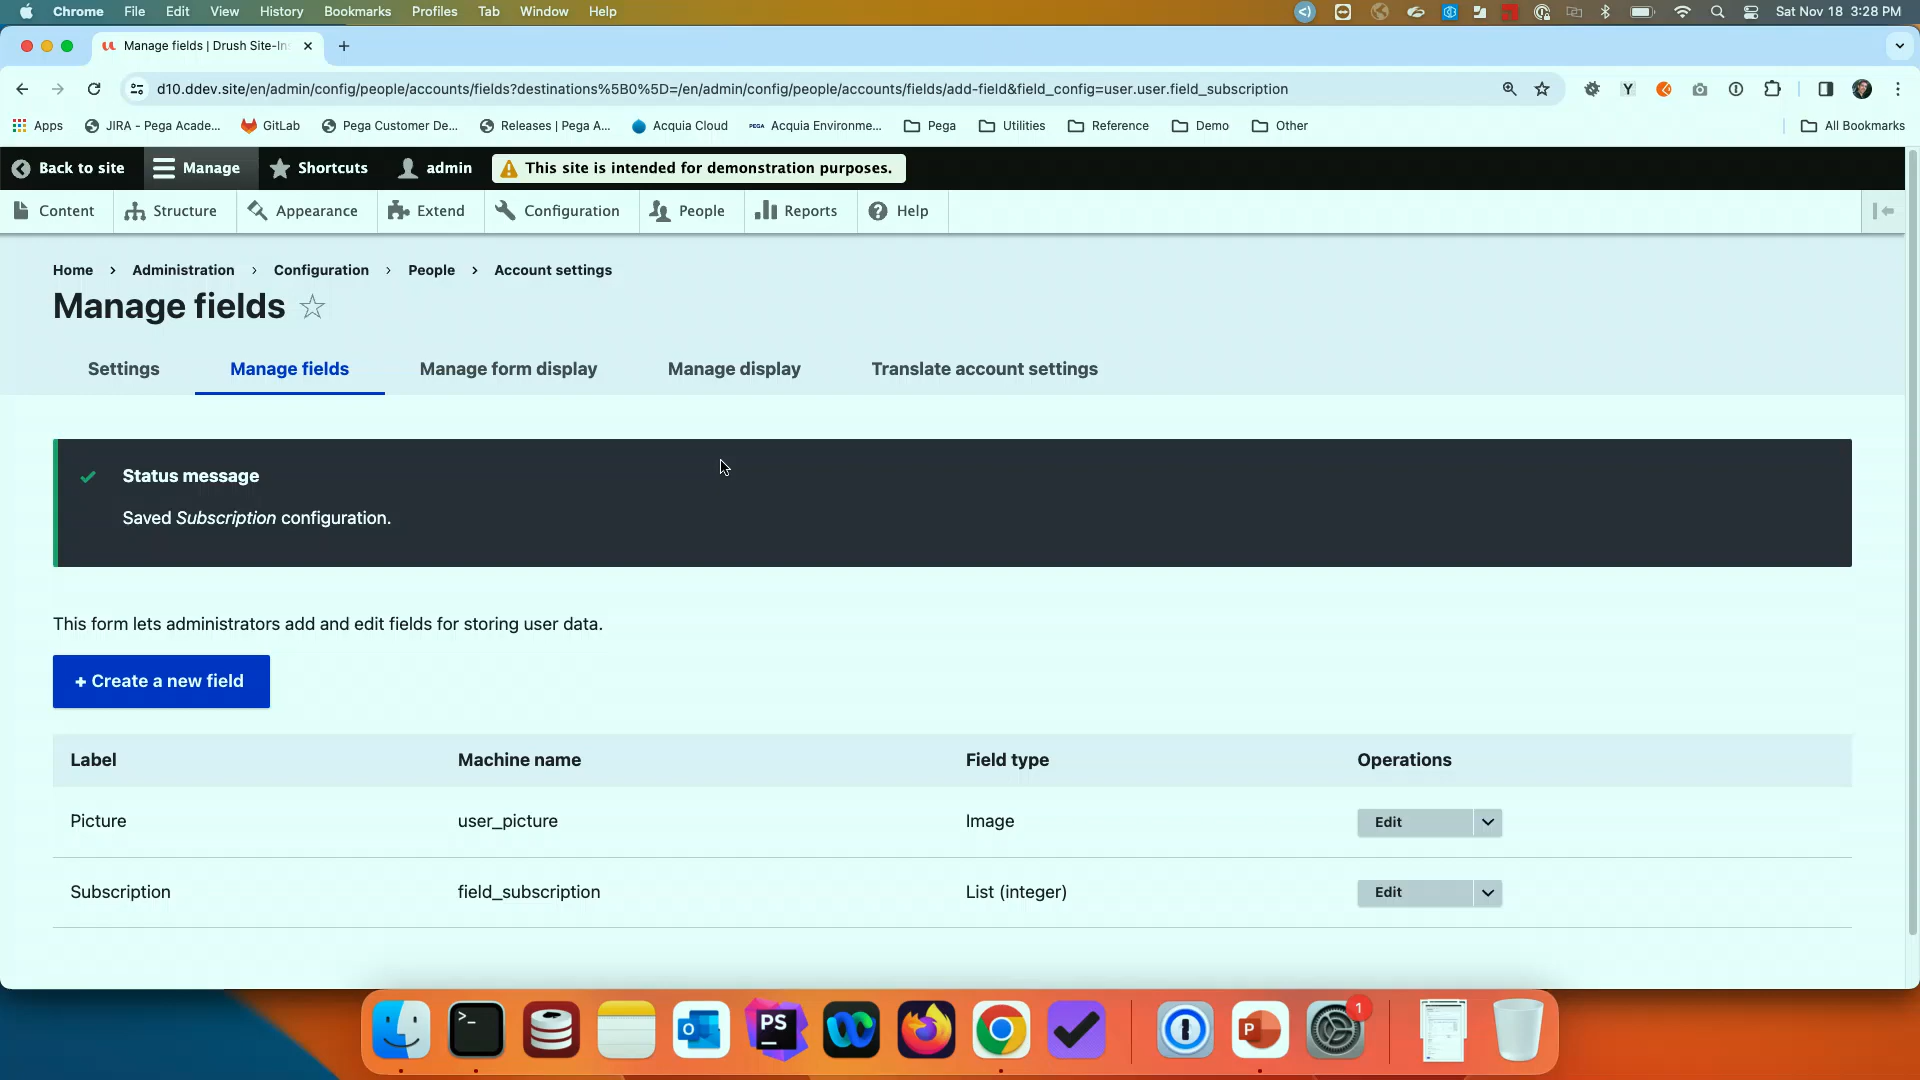 Chrome File Edit View History Bookmarks Profiles Tab Window Help Sat Nov 18 3:28 PM
Manage fields | Drush Site-In
d10.ddev.site/en/admin/config/people/accounts/fields?destinations%5B0%5D=/en/admin/config/people/accounts/fields/add-field&field_config=user.user.field_subscription
Apps JIRA - Pega Acade... GitLab Pega Customer De... Releases | Pega A... Acquia Cloud PEGA Acquia Environme... Pega Utilities Reference Demo Other All Bookmarks
Back to site Manage Shortcuts admin This site is intended for demonstration purposes.
Content Structure Appearance Extend Configuration People Reports Help
Home > Administration > Configuration > People > Account settings
Manage fields
Settings Manage fields Manage form display Manage display Translate account settings
Status message
Saved Subscription configuration.
This form lets administrators add and edit fields for storing user data.
+ Create a new field
Label Machine name Field type Operations
Picture user_picture Image Edit
Subscription field_subscription List (integer) Edit
>_ O PS P 1